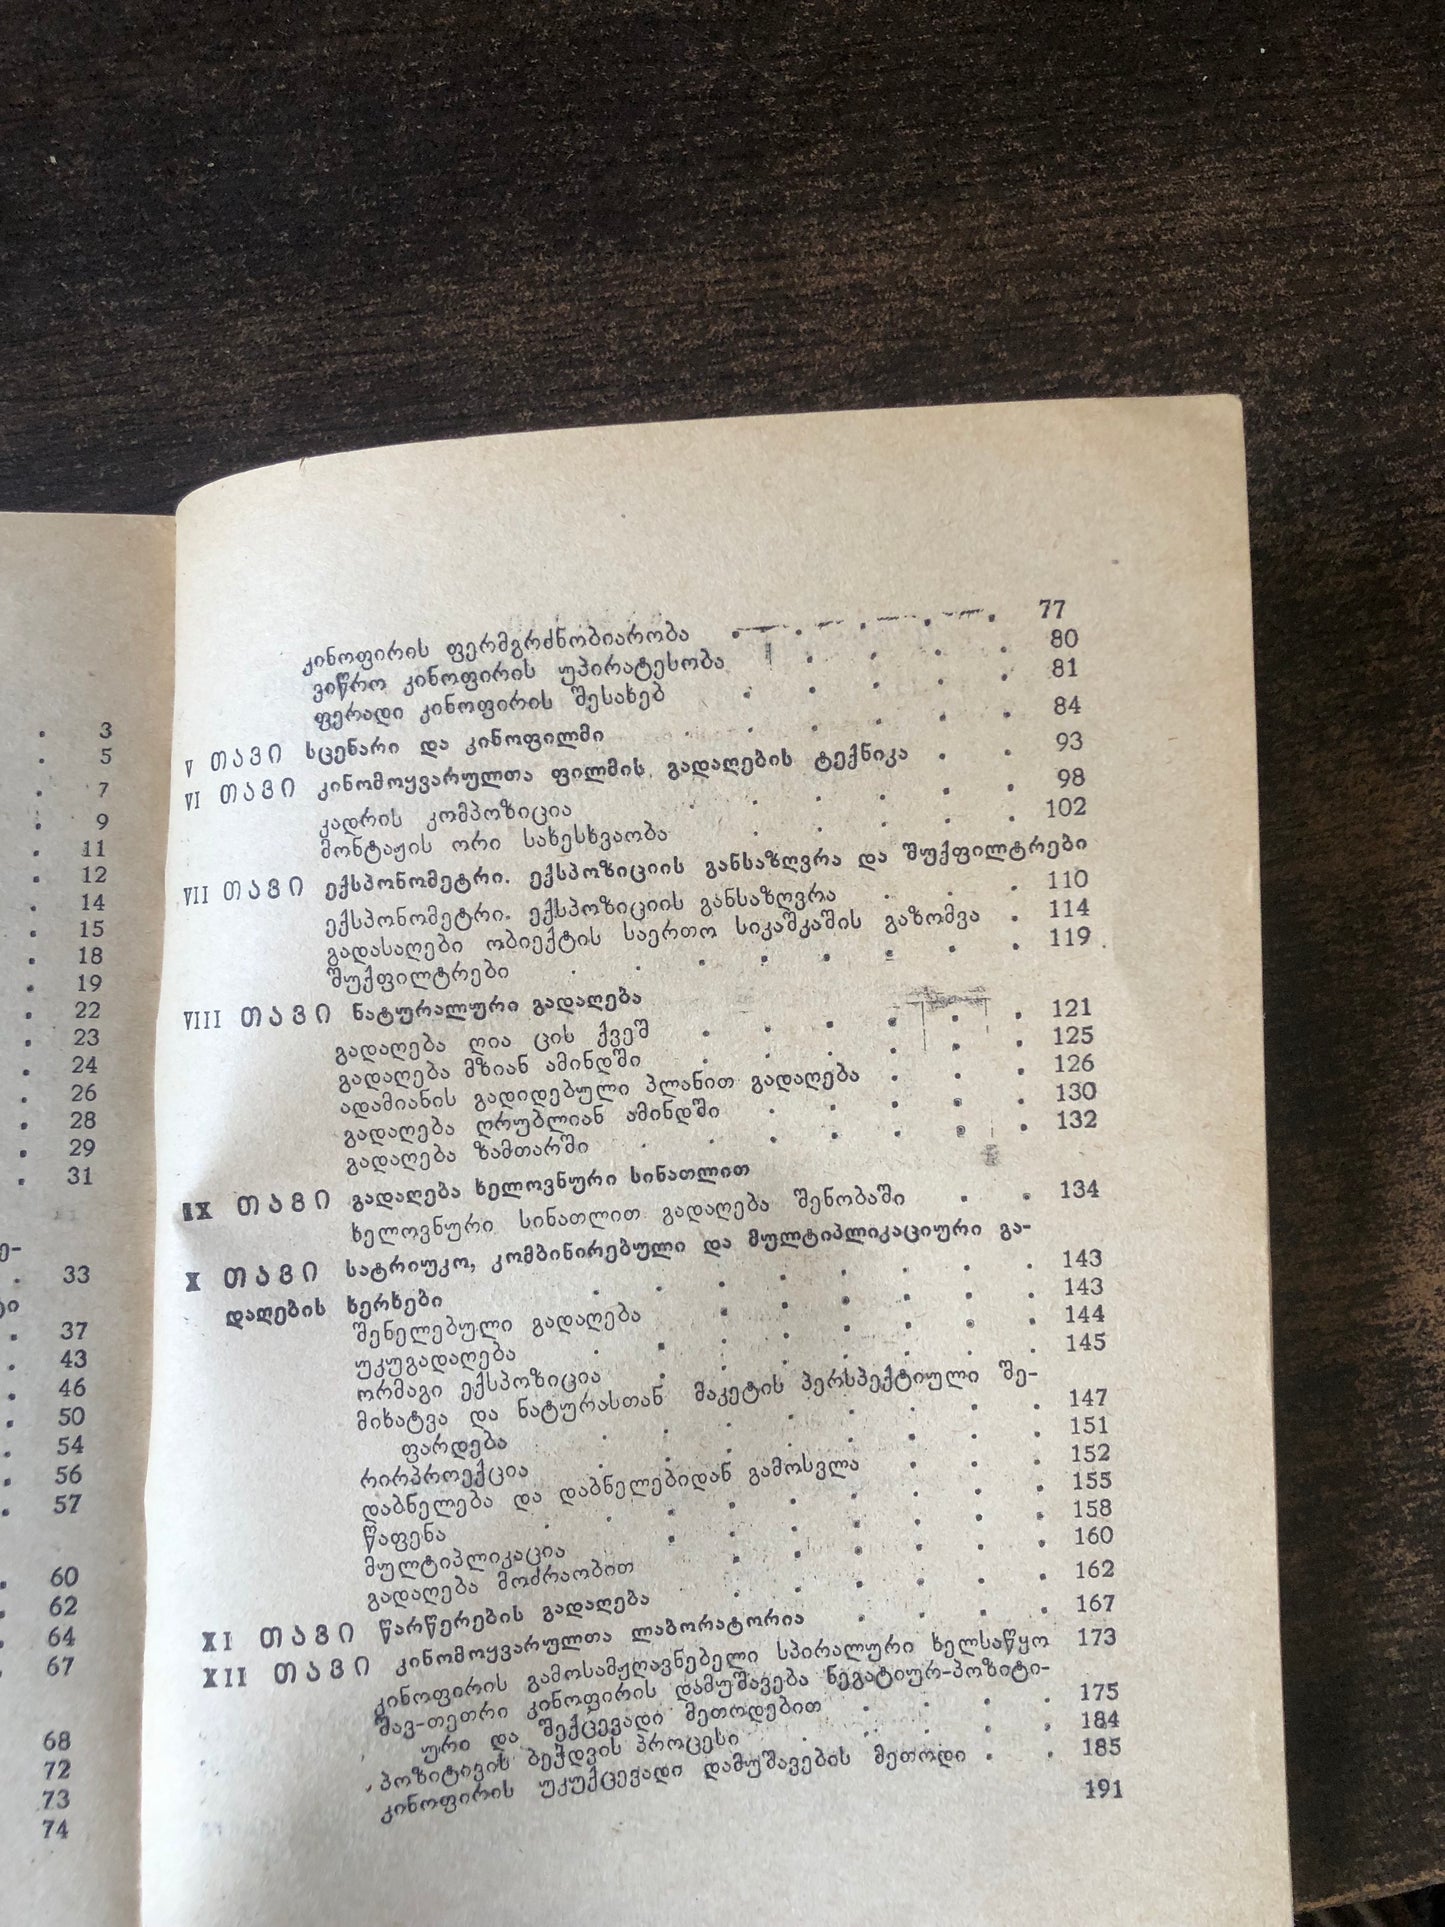 3
5
7
9
11
12
14
15
18
19
22
23
24
26
28
29
31
33
37
43
46
50
54
56
57
60
62
64
67
68
72
73
74
კინოფირის ფერმგრძნობიარობა . . . . . 77
ვიწრო კინოფირის უპირატესობა . . . . 80
ფერადი კინოფირის შესახებ . . . . . 81
V თავი სცენარი და კინოფილმი . . . . . . 84
VI თავი კინომოყვარულთა ფილმის გადაღების ტექნიკა . . 93
კადრის კომპოზიცია . . . . . . 98
მონტაჟის ორი სახესხვაობა . . . . . 102
VII თავი ექსპონომეტრი. ექსპოზიციის განსაზღვრა და შუქფილტრები
ექსპონომეტრი. ექსპოზიციის განსაზღვრა . . . 110
გადასაღები ობიექტის საერთო სიკაშკაშის გაზომვა . 114
შუქფილტრები . . . . . . . . 119
VIII თავი ნატურალური გადაღება
გადაღება ღია ცის ქვეშ . . . . . . 121
გადაღება მზიან ამინდში . . . . . . 125
ადამიანის გადიდებული პლანით გადაღება . . . 126
გადაღება ღრუბლიან ამინდში . . . . . 130
გადაღება ზამთარში . . . . . . . 132
IX თავი გადაღება ხელოვნური სინათლით
ხელოვნური სინათლით გადაღება შენობაში . . 134
X თავი სატრიუკო, კომბინირებული და მულტიპლიკაციური გა-
დაღების ხერხები . . . . . . . . 143
შენელებული გადაღება . . . . . . 143
უკუგადაღება . . . . . . . . 144
ორმაგი ექსპოზიცია . . . . . . . 145
მიხატვა და ნატურასთან მაკეტის პერსპექტიული შე-
ფარდება . . . . . . . . 147
რირპროექცია . . . . . . . . 151
დაბნელება და დაბნელებიდან გამოსვლა . . . 152
წაფენა . . . . . . . . . 155
მულტიპლიკაცია . . . . . . . 158
გადაღება მოძრაობით . . . . . . 160
XI თავი წარწერების გადაღება . . . . . . 162
XII თავი კინომოყვარულთა ლაბორატორია . . . . 167
კინოფირის გამოსამჟღავნებელი სპირალური ხელსაწყო 173
შავ-თეთრი კინოფირის დამუშავება ნეგატიურ-პოზიტი-
ური და შექცევადი მეთოდებით . . . . 175
პოზიტივის ბეჭდვის პროცესი . . . . . 184
კინოფირის უკუქცევადი დამუშავების მეთოდი . . 185
191